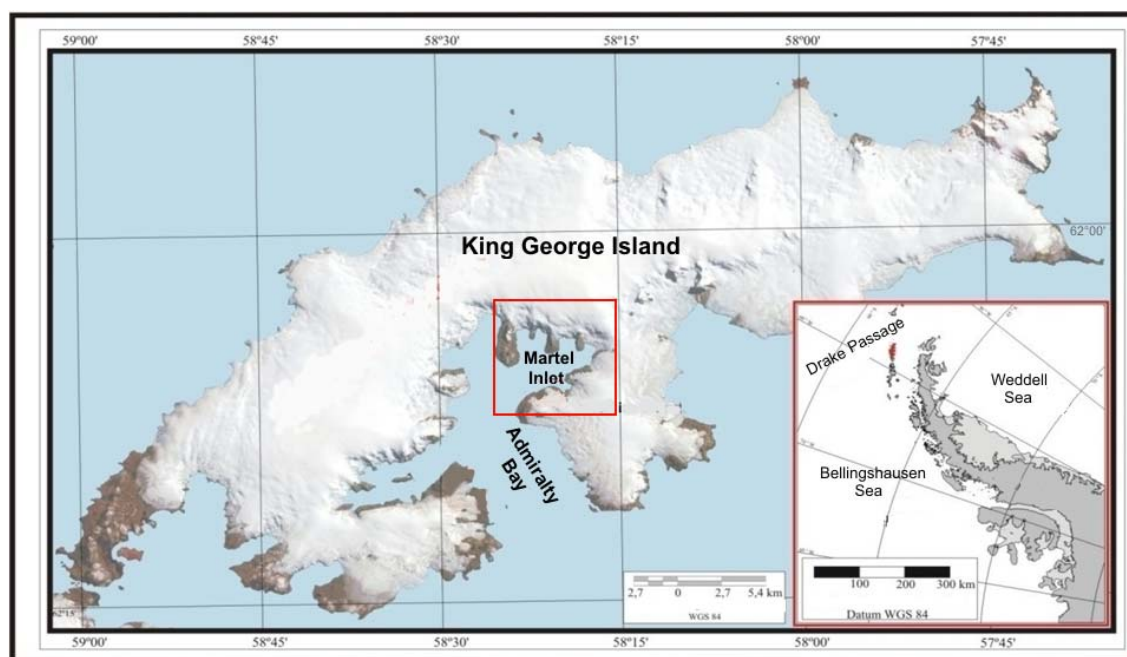 59°00'
58°45'
58°30'
58°15'
58°00'
57°45'
62°00'
King George Island
Martel
Inlet
Admiralty
Bay
Drake Passage
Weddell
Sea
Bellingshausen
Sea
100 200 300 km
Datum WGS 84
2,7 0 2,7 5,4 km
WGS 84
62°15'
59°00'
58°30'
58°15'
58°00'
57°45'